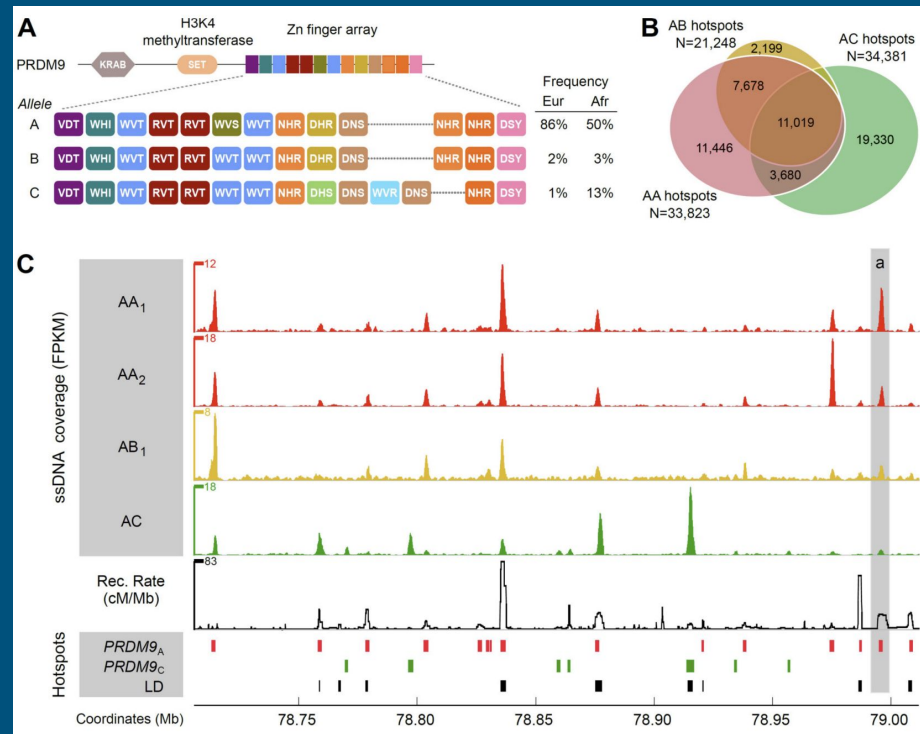 A
H3K4
methyltransferase
Zn finger array
PRDM9
KRAB
SET
Allele
Frequency
Eur Afr
A VDT WHI WVT RVT RVT WVS WVT NHR DHR DNS NHR NHR DSY 86% 50%
B VDT WHI WVT RVT RVT WVT WVT NHR DHR DNS NHR NHR DSY 2% 3%
C VDT WHI WVT WVT RVT RVT WVT NHR DHS DNS WVR DNS NHR DSY 1% 13%
B
AB hotspots
N=21,248
AC hotspots
N=34,381
2,199
7,678
11,019
19,330
11,446
3,680
AA hotspots
N=33,823
C
a
ssDNA coverage (FPKM)
12
AA1
18
AA2
8
AB1
18
AC
83
Rec. Rate
(cM/Mb)
Hotspots
PRDM9A
PRDM9C
LD
Coordinates (Mb) 78.75 78.80 78.85 78.90 78.95 79.00